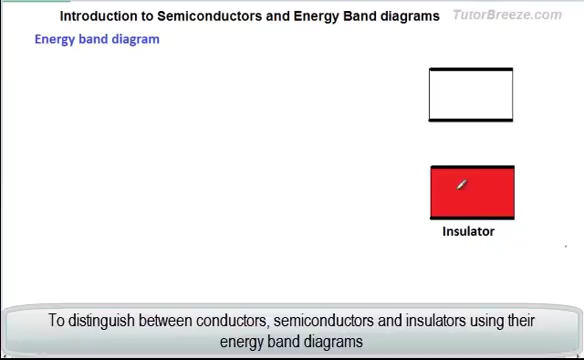 Introduction to Semiconductors and Energy Band diagrams
TutorBreeze.com
Energy band diagram
Insulator
To distinguish between conductors, semiconductors and insulators using their
energy band diagrams